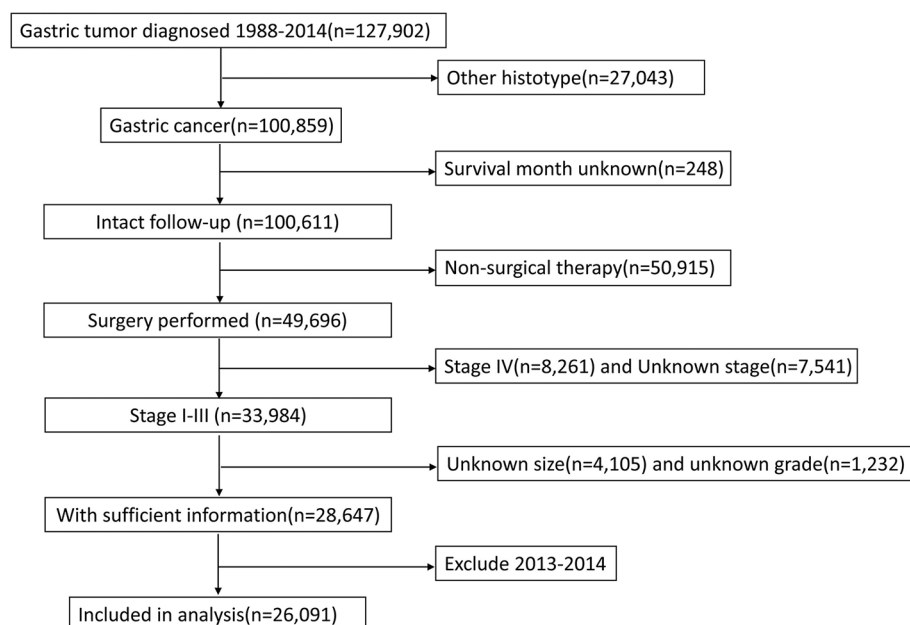 Gastric tumor diagnosed 1988-2014(n=127,902)
Other histotype(n=27,043)
Gastric cancer(n=100,859)
Survival month unknown(n=248)
Intact follow-up (n=100,611)
Non-surgical therapy(n=50,915)
Surgery performed (n=49,696)
Stage IV(n=8,261) and Unknown stage(n=7,541)
Stage I-III (n=33,984)
Unknown size(n=4,105) and unknown grade(n=1,232)
With sufficient information(n=28,647)
Exclude 2013-2014
Included in analysis(n=26,091)